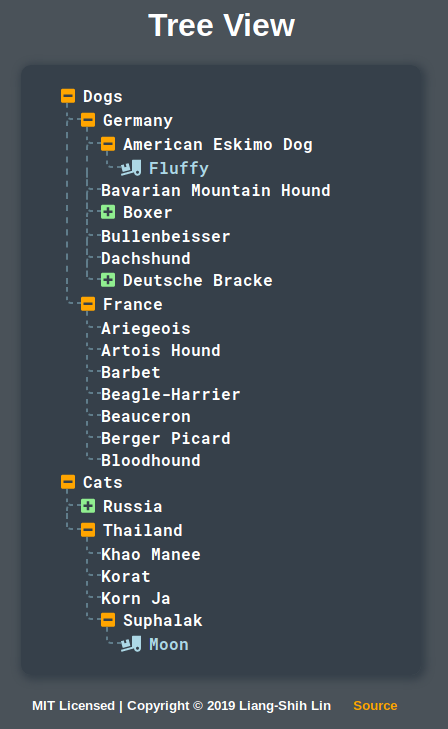 Tree View
Dogs
Germany
American Eskimo Dog
Fluffy
Bavarian Mountain Hound
Boxer
Bullenbeisser
Dachshund
Deutsche Bracke
France
Ariegeois
Artois Hound
Barbet
Beagle-Harrier
Beauceron
Berger Picard
Bloodhound
Cats
Russia
Thailand
Khao Manee
Korat
Korn Ja
Suphalak
Moon
MIT Licensed | Copyright © 2019 Liang-Shih Lin Source